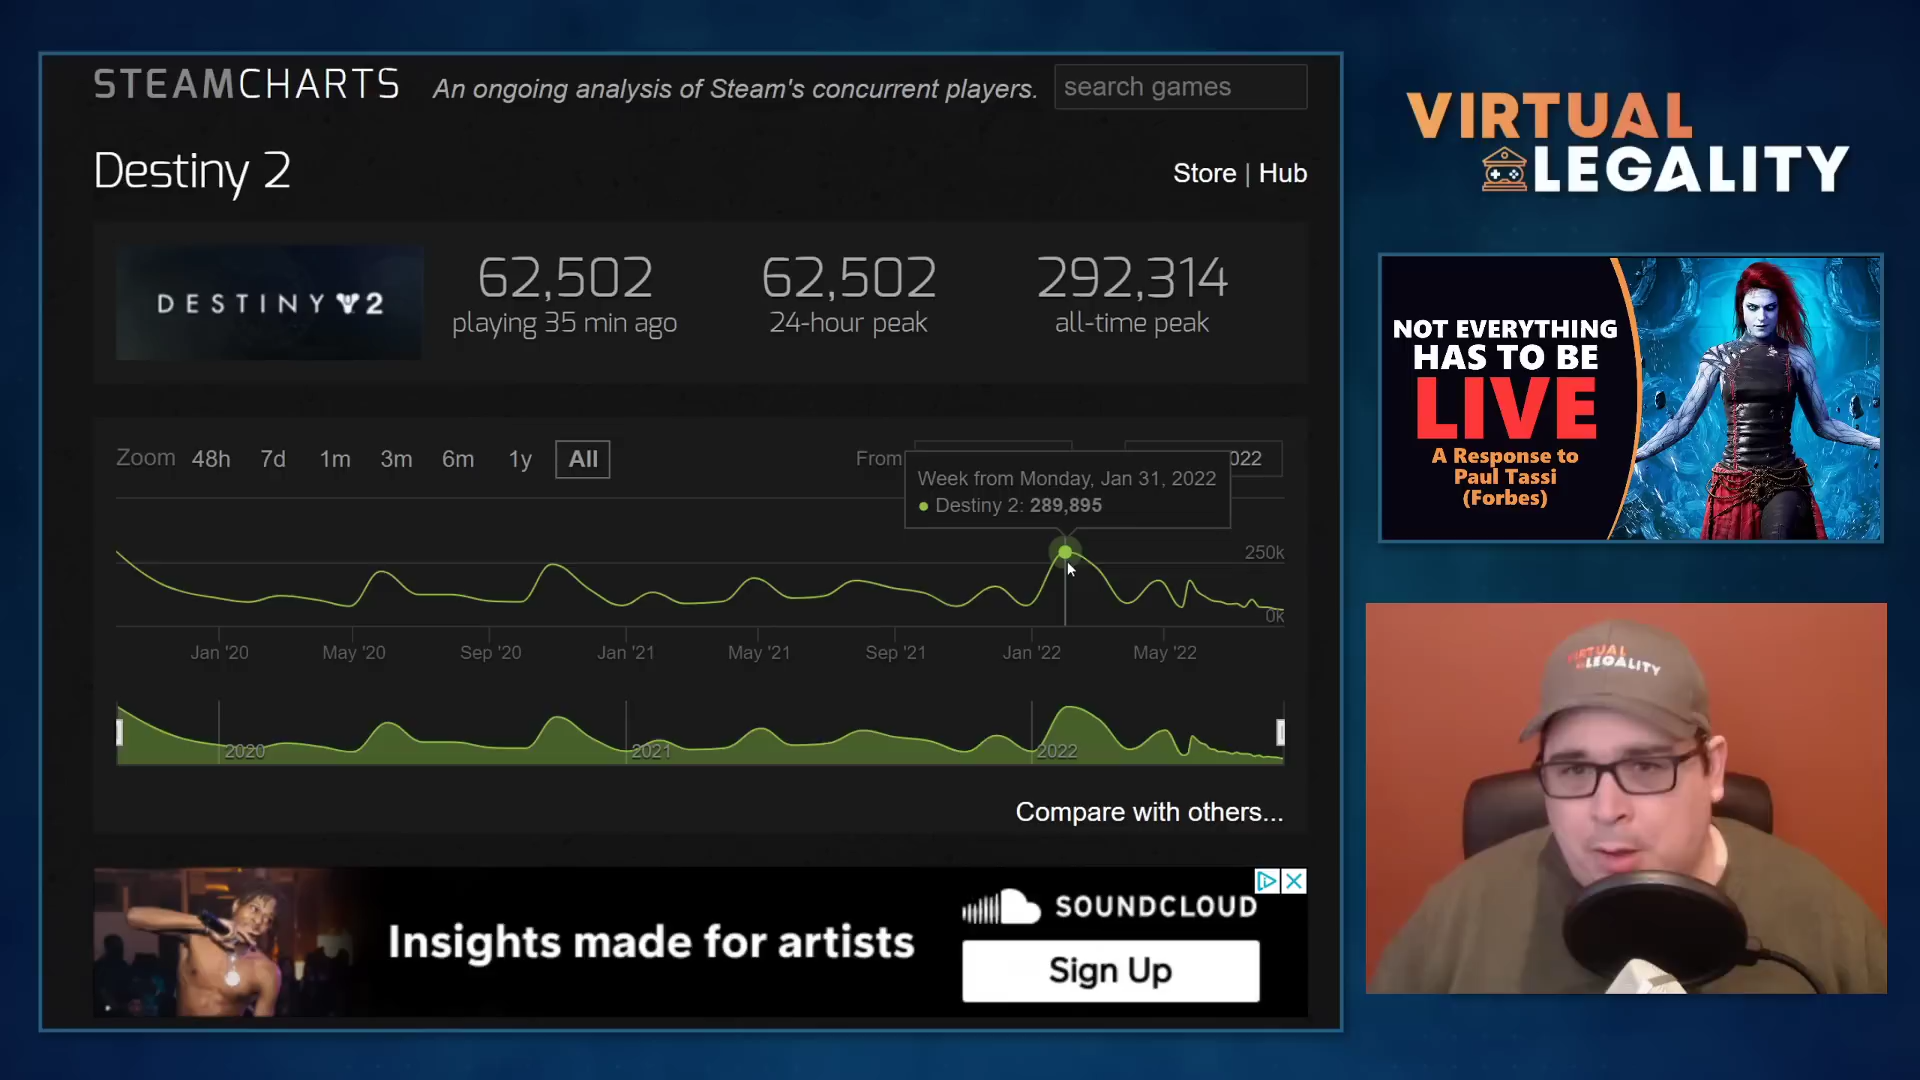 STEAMCHARTS An ongoing analysis of Steam's concurrent players. search games
Destiny 2
Store | Hub
DESTINY 2
62,502
playing 35 min ago
62,502
24-hour peak
292,314
all-time peak
Zoom 48h 7d 1m 3m 6m 1y All
From
022
Week from Monday, Jan 31, 2022
Destiny 2: 289,895
250k
0k
Jan '20 May '20 Sep '20 Jan '21 May '21 Sep '21 Jan '22 May '22
2020 2021 2022
Compare with others...
Insights made for artists
SOUNDCLOUD
Sign Up
VIRTUAL
LEGALITY
NOT EVERYTHING
HAS TO BE
LIVE
A Response to
Paul Tassi
(Forbes)
VIRTUAL
LEGALITY